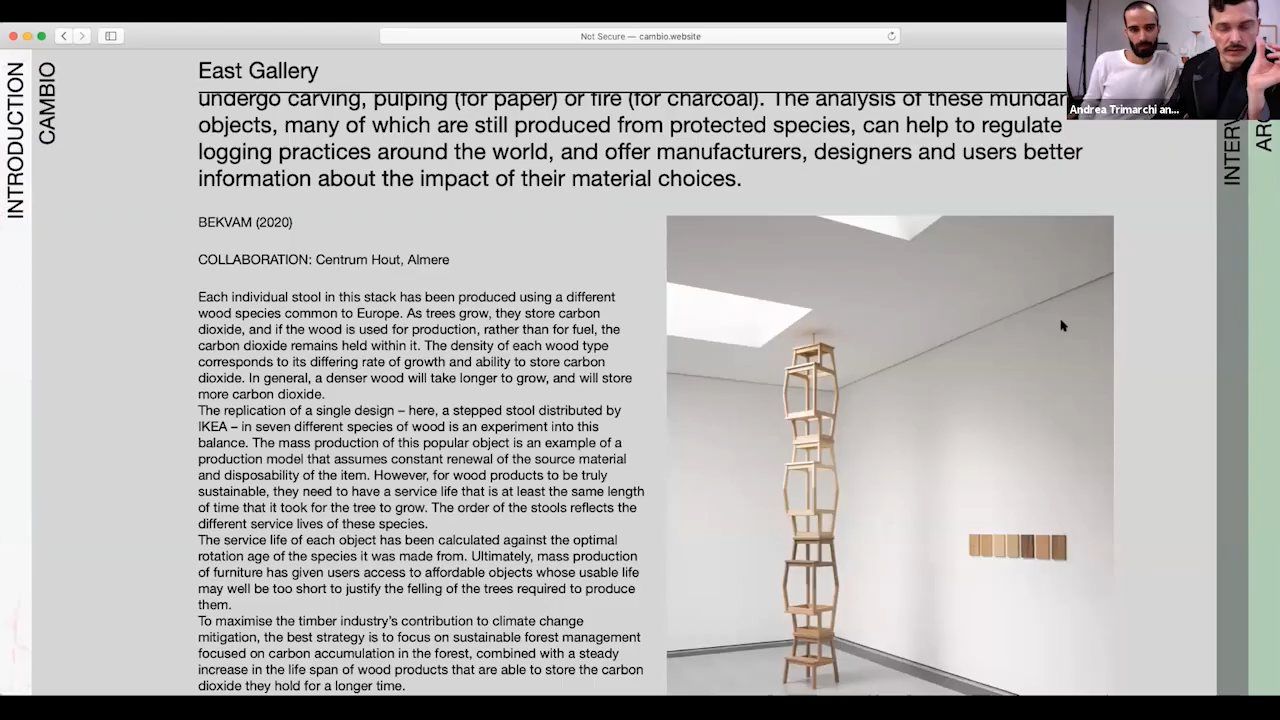 Not Secure — cambio.website
INTRODUCTION
CAMBIO
East Gallery
undergo carving, pulping (for paper) or fire (for charcoal). The analysis of these
objects, many of which are still produced from protected species, can help to regulate
logging practices around the world, and offer manufacturers, designers and users better
information about the impact of their material choices.
BEKVAM (2020)
COLLABORATION: Centrum Hout, Almere
Each individual stool in this stack has been produced using a different
wood species common to Europe. As trees grow, they store carbon
dioxide, and if the wood is used for production, rather than for fuel, the
carbon dioxide remains held within it. The density of each wood type
corresponds to its differing rate of growth and ability to store carbon
dioxide. In general, a denser wood will take longer to grow, and will store
more carbon dioxide.
The replication of a single design – here, a stepped stool distributed by
IKEA – in seven different species of wood is an experiment into this
balance. The mass production of this popular object is an example of a
production model that assumes constant renewal of the source material
and disposability of the item. However, for wood products to be truly
sustainable, they need to have a service life that is at least the same length
of time that it took for the tree to grow. The order of the stools reflects the
different service lives of these species.
The service life of each object has been calculated against the optimal
rotation age of the species it was made from. Ultimately, mass production
of furniture has given users access to affordable objects whose usable life
may well be too short to justify the felling of the trees required to produce
them.
To maximise the timber industry's contribution to climate change
mitigation, the best strategy is to focus on sustainable forest management
focused on carbon accumulation in the forest, combined with a steady
increase in the life span of wood products that are able to store the carbon
dioxide they hold for a longer time.
Andrea Trimarchi an...